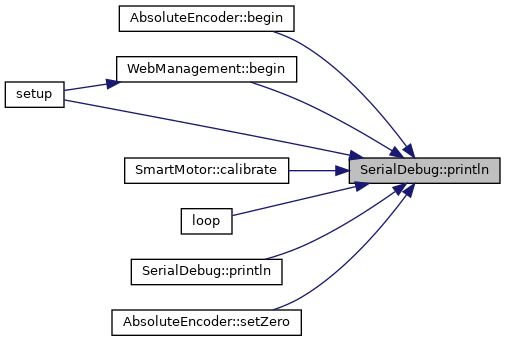 AbsoluteEncoder::begin
WebManagement::begin
setup
SmartMotor::calibrate
SerialDebug::println
loop
SerialDebug::println
AbsoluteEncoder::setZero